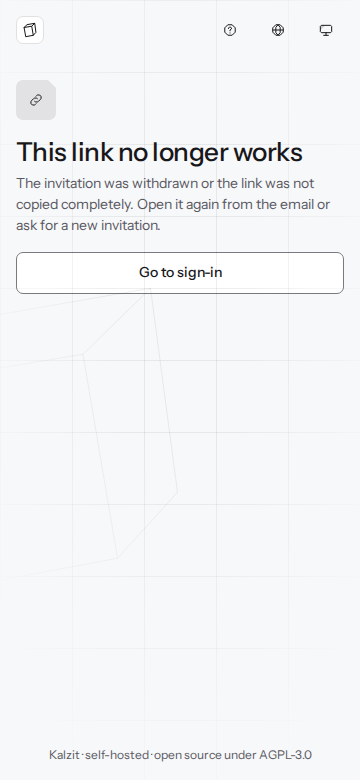 This link no longer works
The invitation was withdrawn or the link was not
copied completely. Open it again from the email or
ask for a new invitation.
Go to sign-in
Kalzit · self-hosted · open source under AGPL-3.0